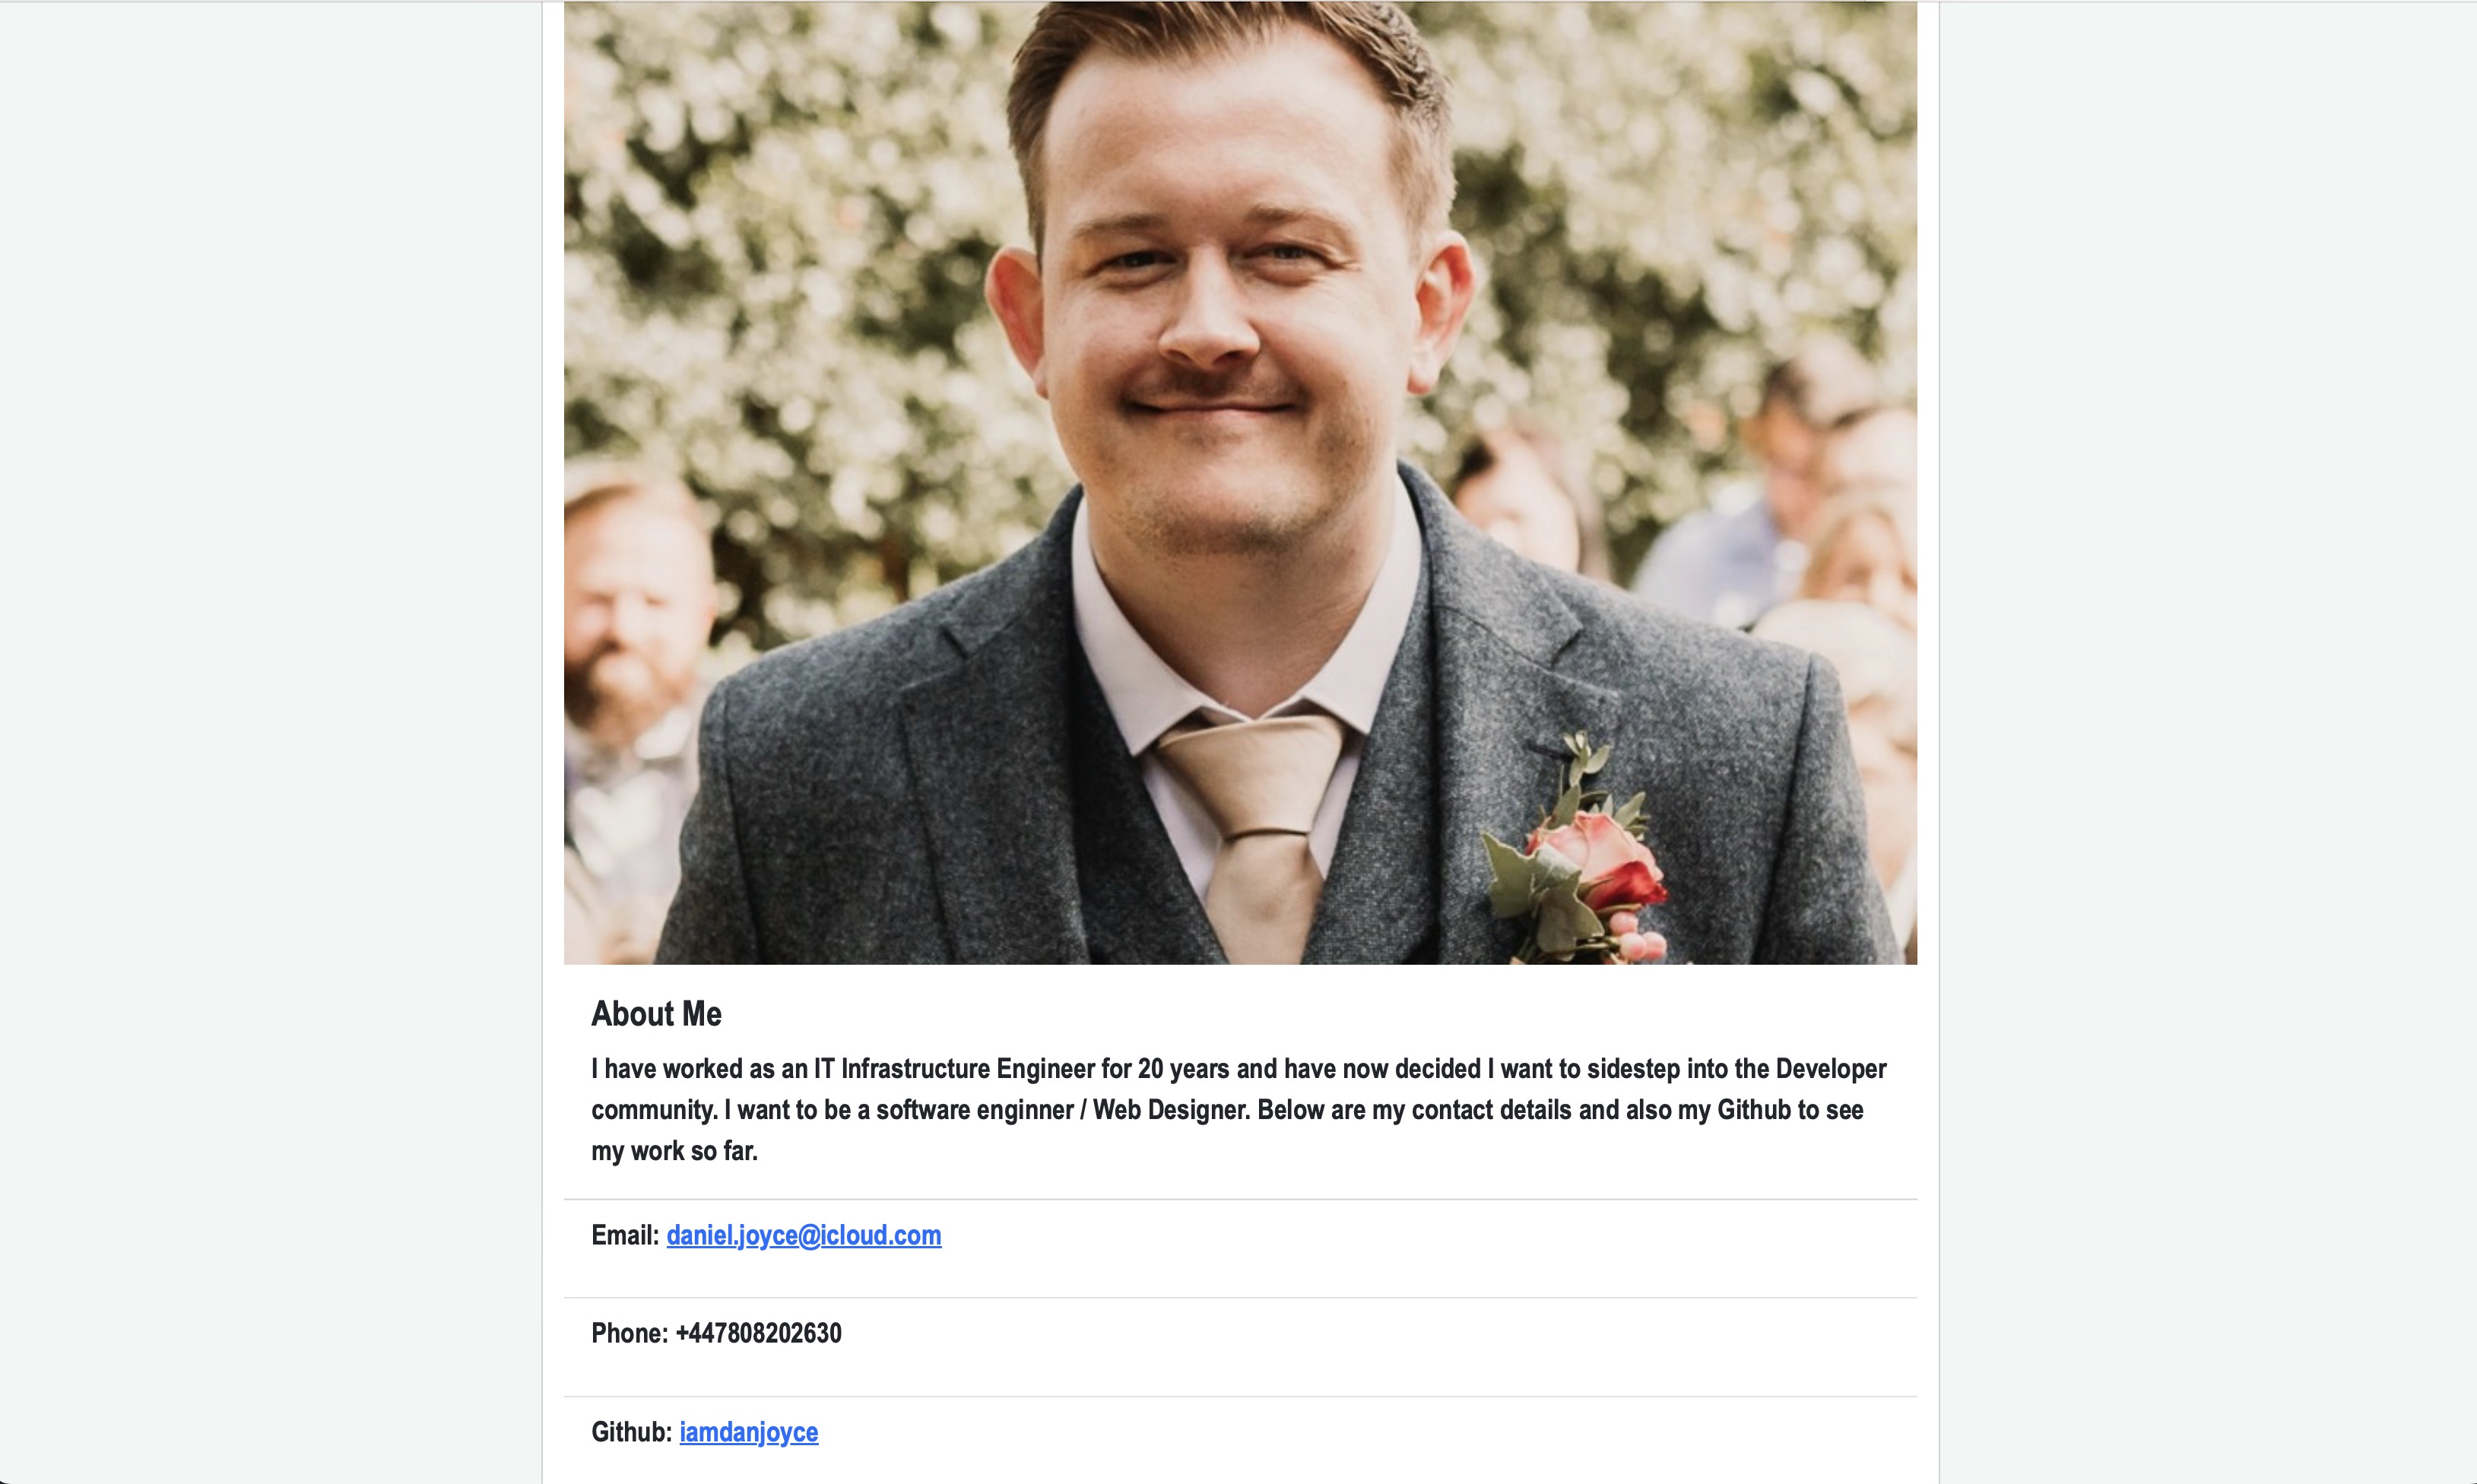 About Me
I have worked as an IT Infrastructure Engineer for 20 years and have now decided I want to sidestep into the Developer
community. I want to be a software enginner / Web Designer. Below are my contact details and also my Github to see
my work so far.
Email: daniel.joyce@icloud.com
Phone: +447808202630
Github: iamdanjoyce